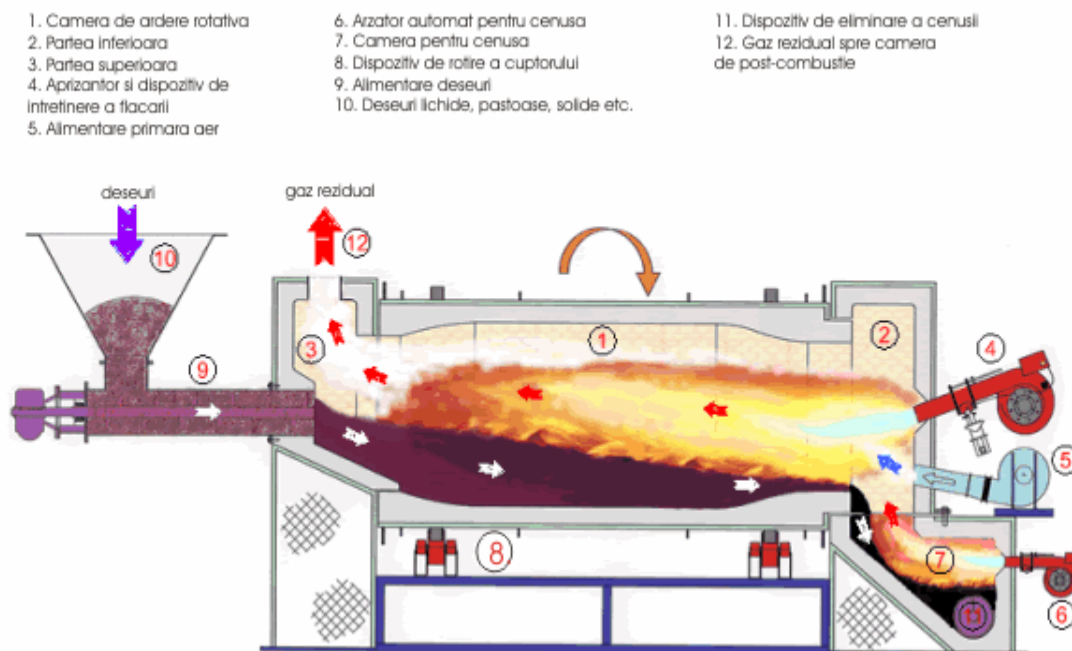 1. Camera de ardere rotativa
2. Partea inferioara
3. Partea superioara
4. Aprizantor si dispozitiv de
intretinere a flacarii
5. Alimentare primara aer
6. Arzator automat pentru cenusa
7. Camera pentru cenusa
8. Dispozitiv de rotire a cuptorului
9. Alimentare deseuri
10. Deseuri lichide, pastoase, solide etc.
11. Dispozitiv de eliminare a cenusii
12. Gaz rezidual spre camera
de post-combustie
deseuri
gaz rezidual
10
12
1
2
3
4
9
5
8
7
11
6